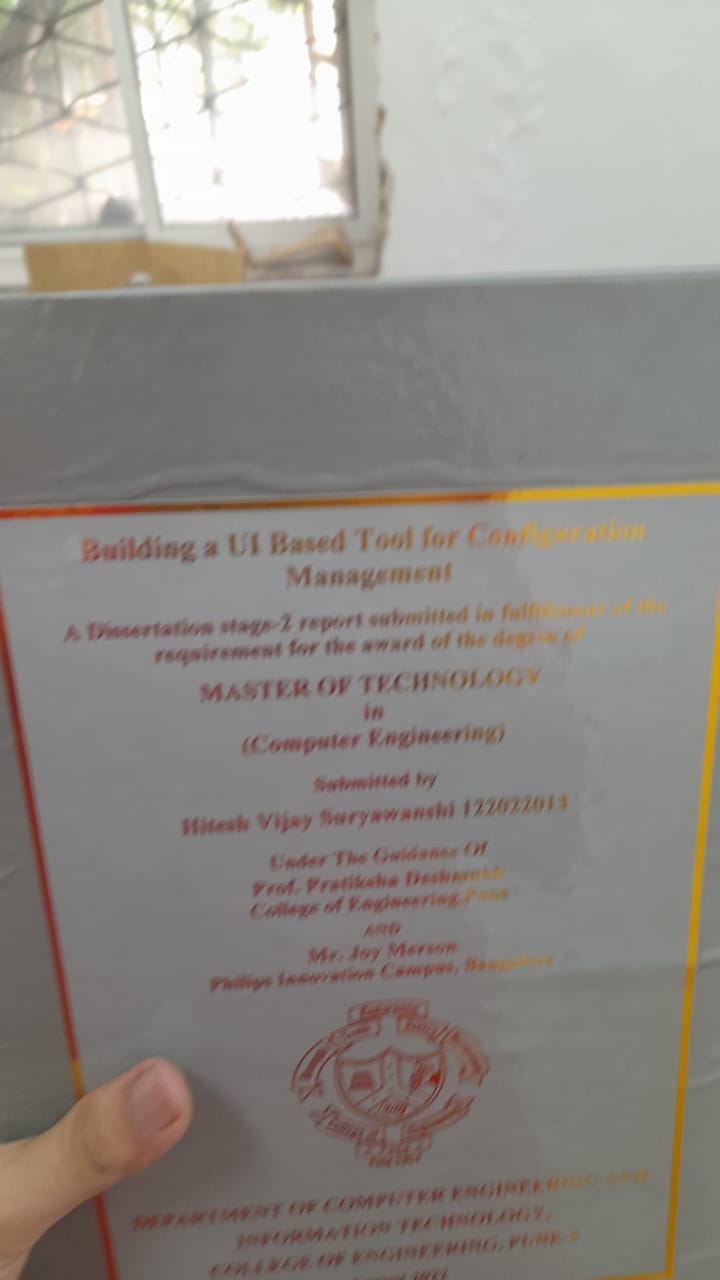 Building a UI Based Tool for Configuration
Management
A Dissertation stage-2 report submitted in fulfillment of the
requirement for the award of the degree of
MASTER OF TECHNOLOGY
in
(Computer Engineering)
Submitted by
Hitesh Vijay Suryawanshi 122022013
Under The Guidance Of
Prof. Pratiksha Deshmukh
College of Engineering,Pune
AND
Mr. Joy Merson
Philips Innovation Campus, Bangalore
DEPARTMENT OF COMPUTER ENGINEERING AND
INFORMATION TECHNOLOGY,
COLLEGE OF ENGINEERING, PUNE-5